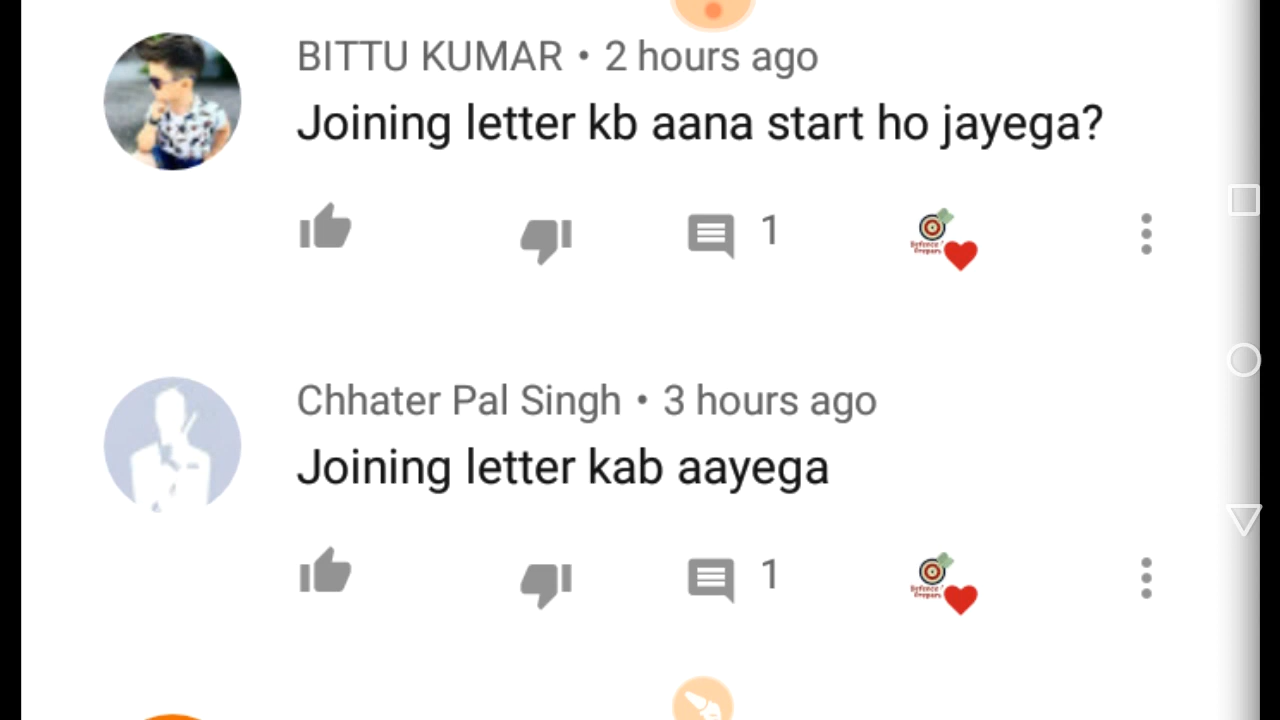 BITTU KUMAR • 2 hours ago
Joining letter kb aana start ho jayega?
1
Chhater Pal Singh • 3 hours ago
Joining letter kab aayega
1